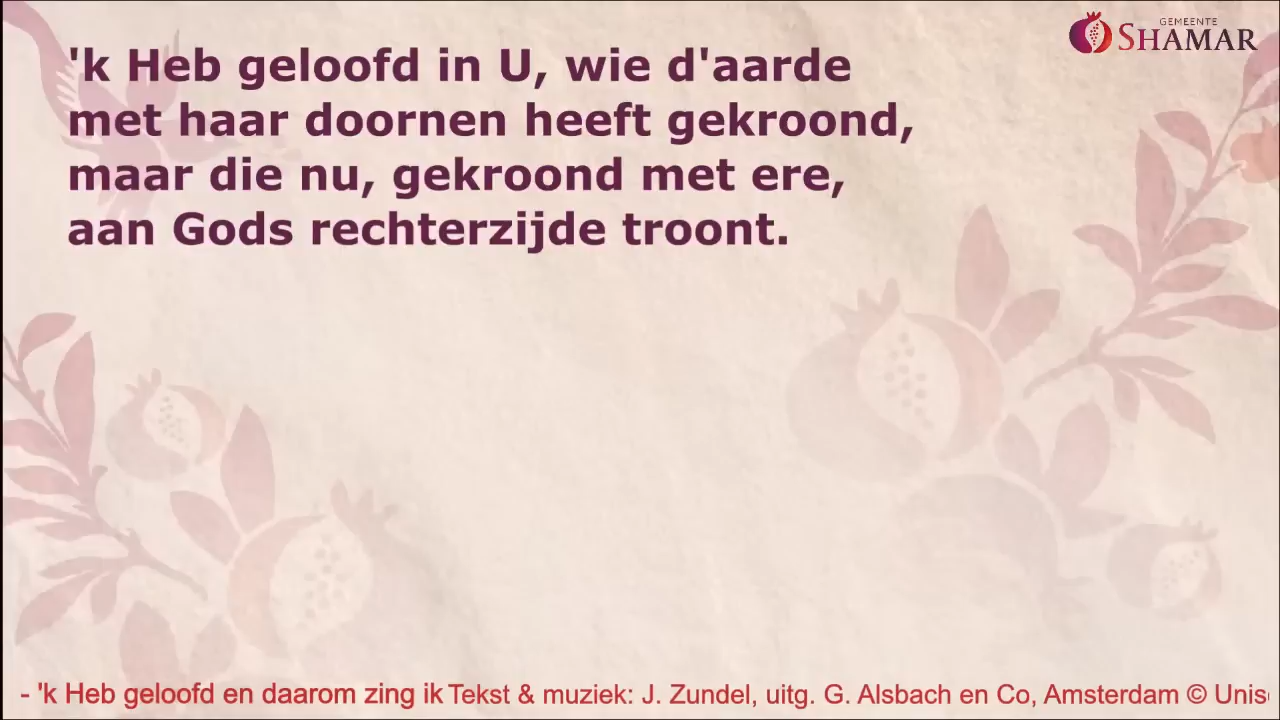 GEMEENTE
SHAMAR
'k Heb geloofd in U, wie d'aarde
met haar doornen heeft gekroond,
maar die nu, gekroond met ere,
aan Gods rechterzijde troont.
- 'k Heb geloofd en daarom zing ik Tekst & muziek: J. Zundel, uitg. G. Alsbach en Co, Amsterdam ©